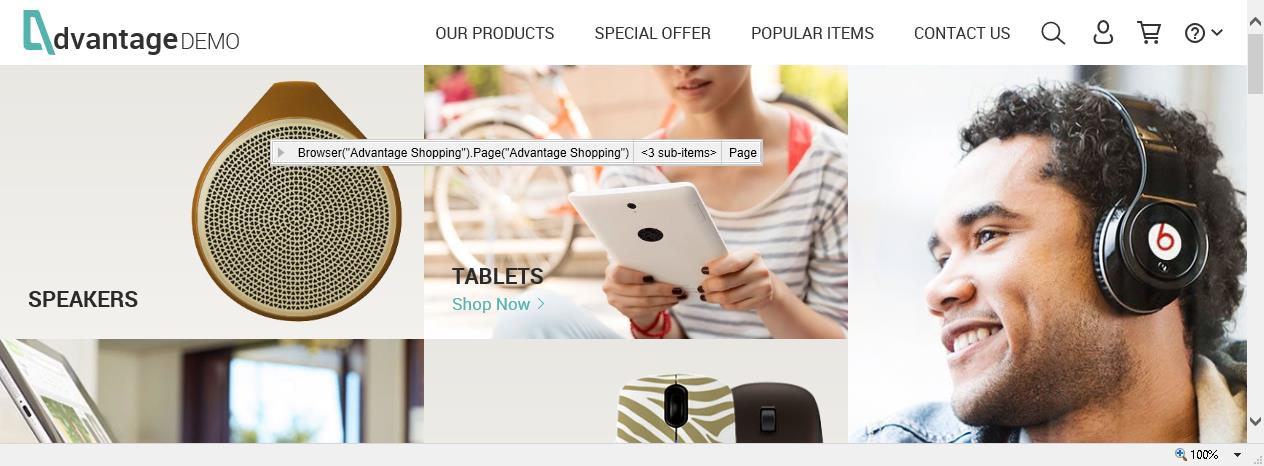 Advantage DEMO
OUR PRODUCTS
SPECIAL OFFER
POPULAR ITEMS
CONTACT US
Browser("Advantage Shopping").Page("Advantage Shopping") <3 sub-items> Page
TABLETS
Shop Now
SPEAKERS
100%